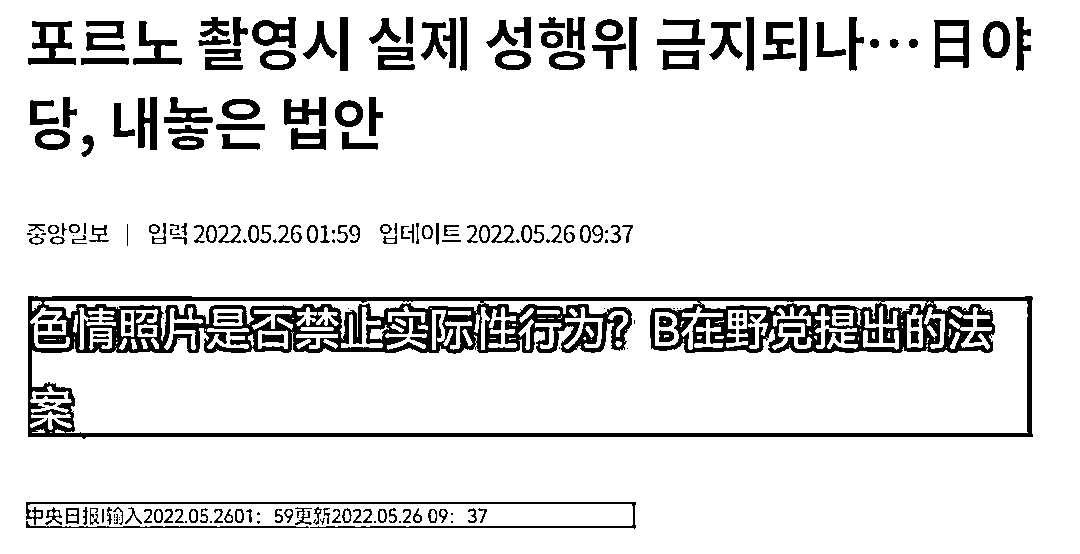 포르노 촬영시 실제 성행위 금지되나…日야
당, 내놓은 법안
중앙일보 | 입력 2022.05.26 01:59 업데이트 2022.05.26 09:37
色情照片是否禁止实际性行为？B在野党提出的法
案
中央日报I输入2022.05.2601：59更新2022.05.26 09：37